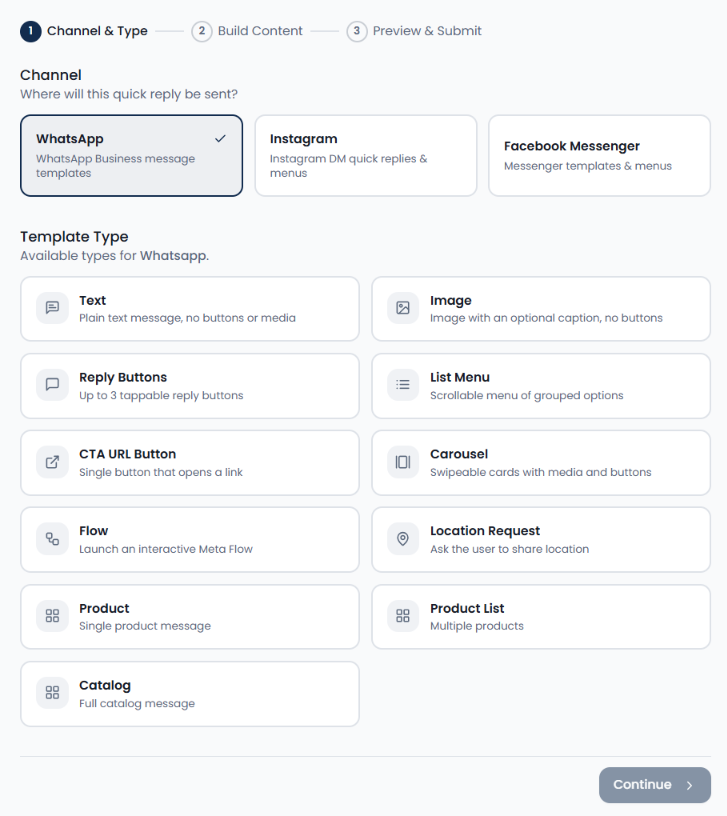 1 Channel & Type 2 Build Content 3 Preview & Submit
Channel
Where will this quick reply be sent?
WhatsApp
WhatsApp Business message
templates
Instagram
Instagram DM quick replies &
menus
Facebook Messenger
Messenger templates & menus
Template Type
Available types for Whatsapp.
Text
Plain text message, no buttons or media
Image
Image with an optional caption, no buttons
Reply Buttons
Up to 3 tappable reply buttons
List Menu
Scrollable menu of grouped options
CTA URL Button
Single button that opens a link
Carousel
Swipeable cards with media and buttons
Flow
Launch an interactive Meta Flow
Location Request
Ask the user to share location
Product
Single product message
Product List
Multiple products
Catalog
Full catalog message
Continue